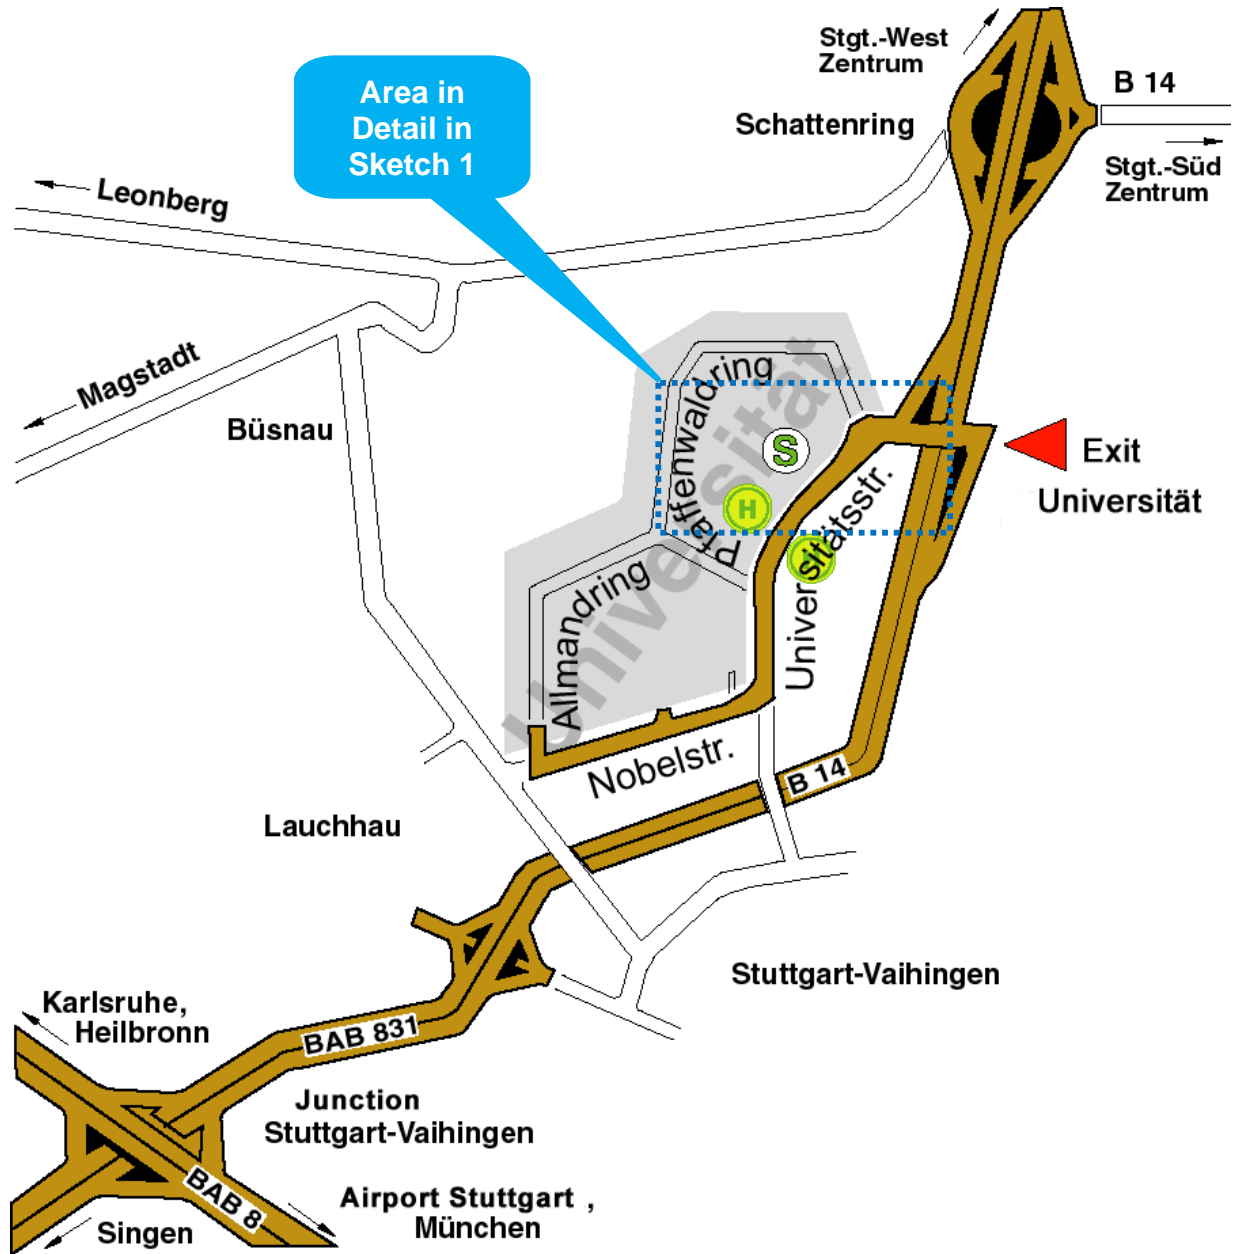 Stgt.-West
Zentrum
B 14
Area in
Detail in
Sketch 1
Schattenring
Stgt.-Süd
Zentrum
Leonberg
Magstadt
Büsnau
Universität
Pfaffenwaldring
S
H
Exit
Universität
Universitätsstr.
Allmandring
Nobelstr.
B 14
Lauchhau
Stuttgart-Vaihingen
Karlsruhe,
Heilbronn
BAB 831
Junction
Stuttgart-Vaihingen
BAB 8
Airport Stuttgart ,
München
Singen